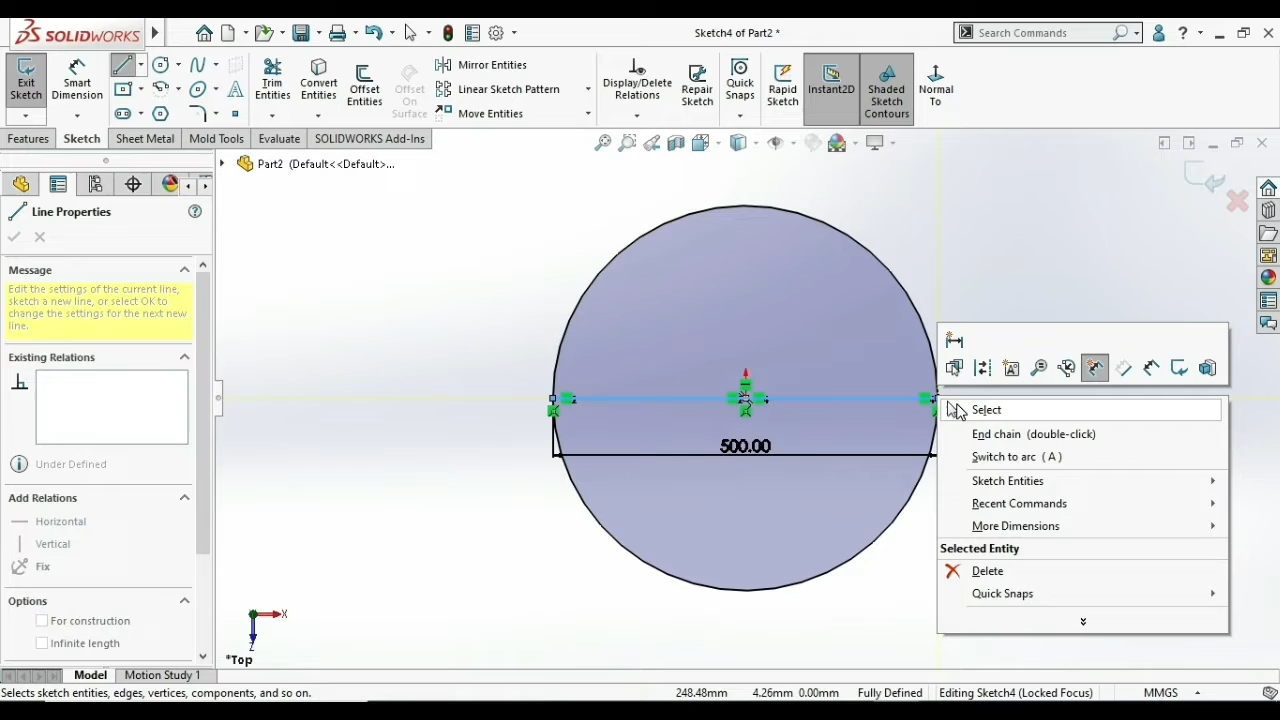 SOLIDWORKS
Sketch4 of Part2 *
Search Commands
?
Exit Sketch
Smart Dimension
Trim Entities
Convert Entities
Offset Entities
Offset On Surface
Mirror Entities
Linear Sketch Pattern
Move Entities
Display/Delete Relations
Repair Sketch
Quick Snaps
Rapid Sketch
Instant2D
Shaded Sketch Contours
Normal To
Features
Sketch
Sheet Metal
Mold Tools
Evaluate
SOLIDWORKS Add-Ins
Part2 (Default<<Default>...
Line Properties
Message
Edit the settings of the current line,
sketch a new line, or select OK to
change the settings for the next new
line.
Existing Relations
Under Defined
Add Relations
Horizontal
Vertical
Fix
Options
For construction
Infinite length
500.00
Select
End chain (double-click)
Switch to arc ( A )
Sketch Entities
Recent Commands
More Dimensions
Selected Entity
Delete
Quick Snaps
X
Z
*Top
Model
Motion Study 1
Selects sketch entities, edges, vertices, components, and so on.
248.48mm
4.26mm 0.00mm
Fully Defined
Editing Sketch4 (Locked Focus)
MMGS